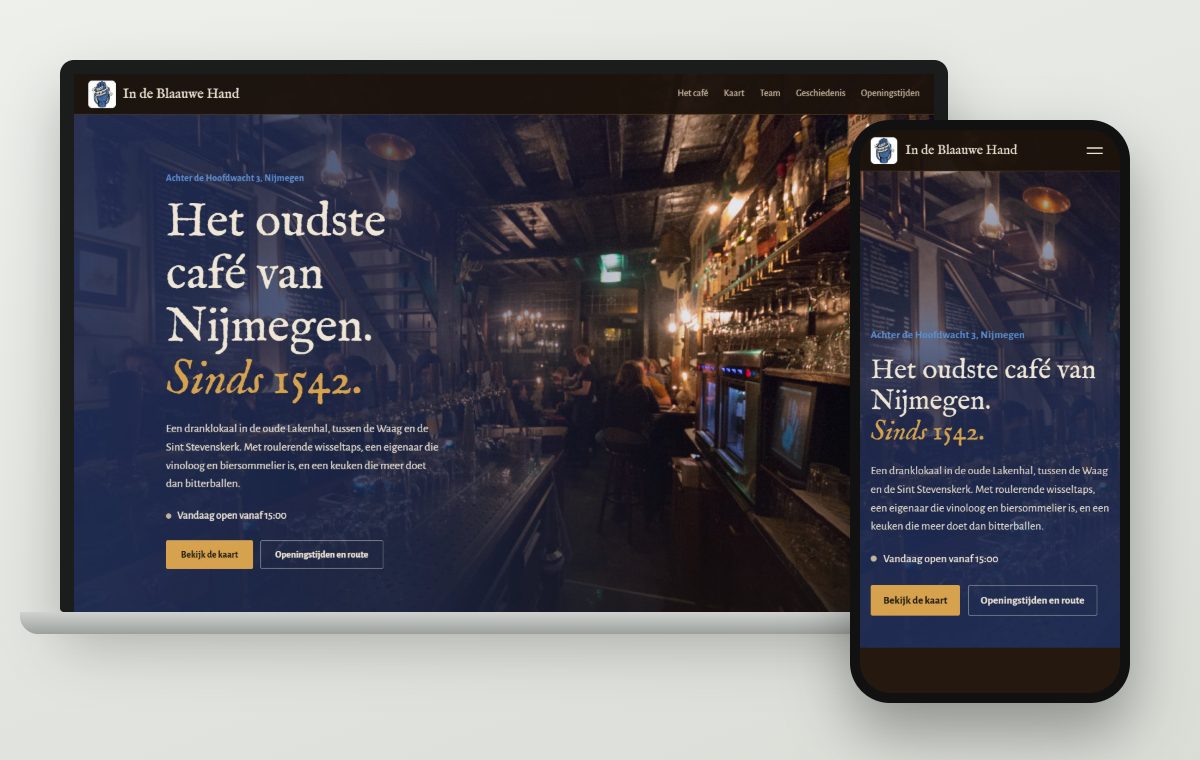 In de Blaauwe Hand
Het café Kaart Team Geschiedenis Openingstijden
Achter de Hoofdwacht 3, Nijmegen
Het oudste
café van
Nijmegen.
Sinds 1542.
Een dranklokaal in de oude Lakenhal, tussen de Waag en de
Sint Stevenskerk. Met roulerende wisseltaps, een eigenaar die
vinoloog en biersommelier is, en een keuken die meer doet
dan bitterballen.
Vandaag open vanaf 15:00
Bekijk de kaart Openingstijden en route
In de Blaauwe Hand
Achter de Hoofdwacht 3, Nijmegen
Het oudste café van
Nijmegen.
Sinds 1542.
Een dranklokaal in de oude Lakenhal, tussen de Waag
en de Sint Stevenskerk. Met roulerende wisseltaps,
een eigenaar die vinoloog en biersommelier is, en een
keuken die meer doet dan bitterballen.
Vandaag open vanaf 15:00
Bekijk de kaart Openingstijden en route